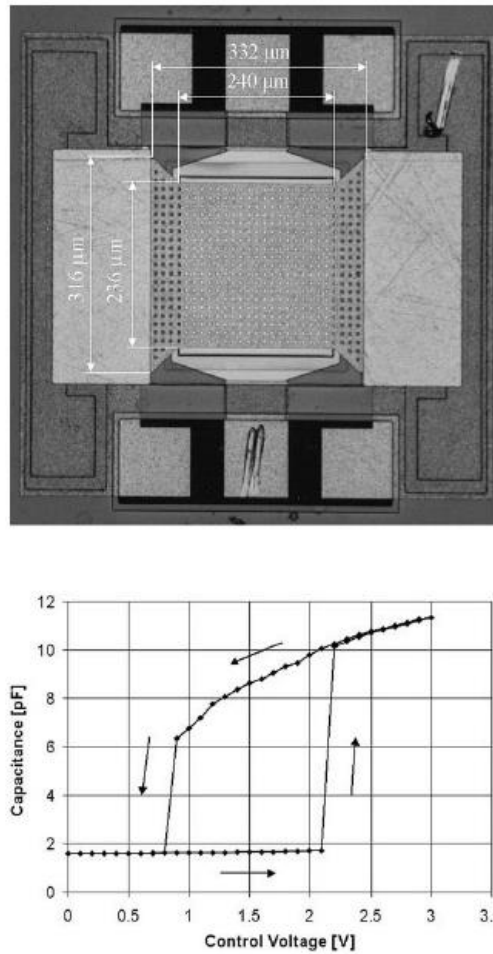 332 μm
240 μm
316 μm
236 μm
12
10
8
6
4
2
0
Capacitance [pF]
0 0.5 1 1.5 2 2.5 3 3.
Control Voltage [V]